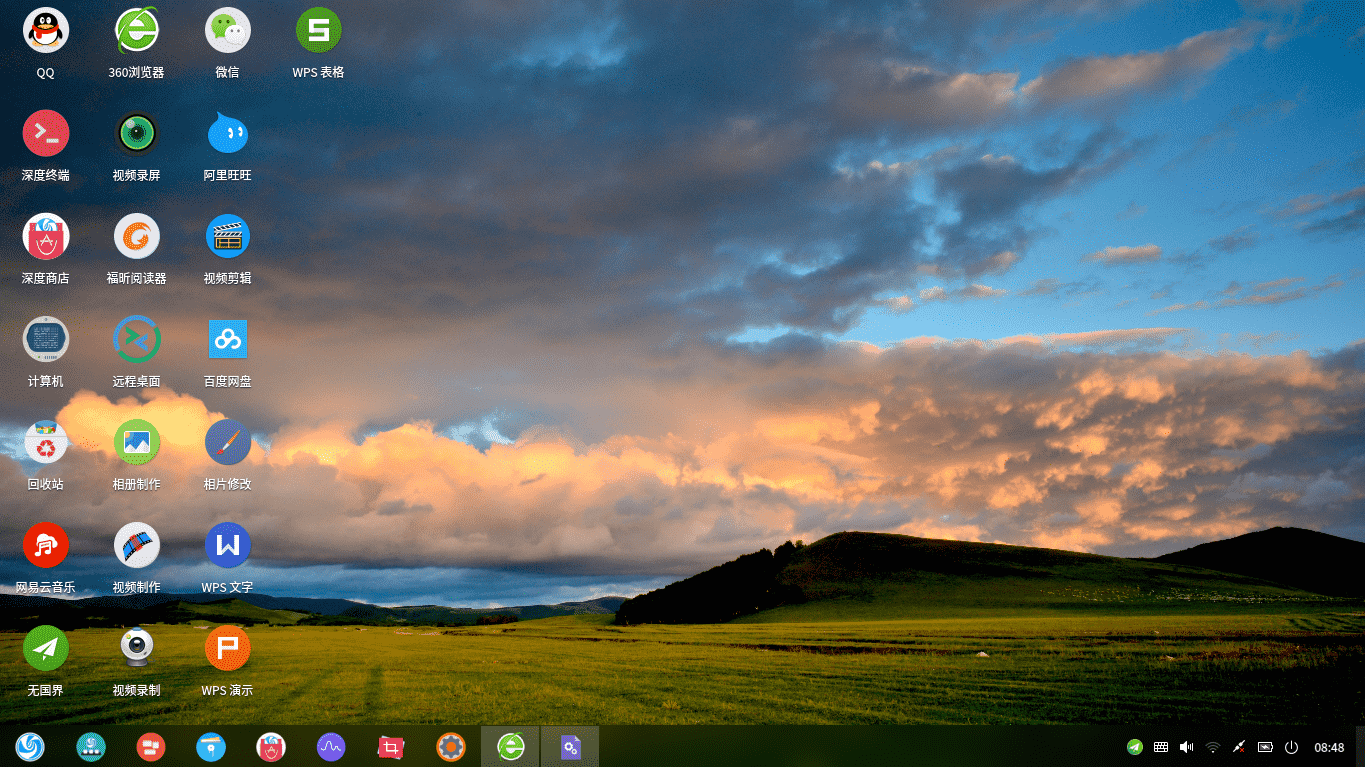 QQ
360浏览器
微信
WPS 表格
深度终端
视频录屏
阿里旺旺
深度商店
福昕阅读器
视频剪辑
计算机
远程桌面
百度网盘
回收站
相册制作
相片修改
网易云音乐
视频制作
WPS 文字
无国界
视频录制
WPS 演示
08:48